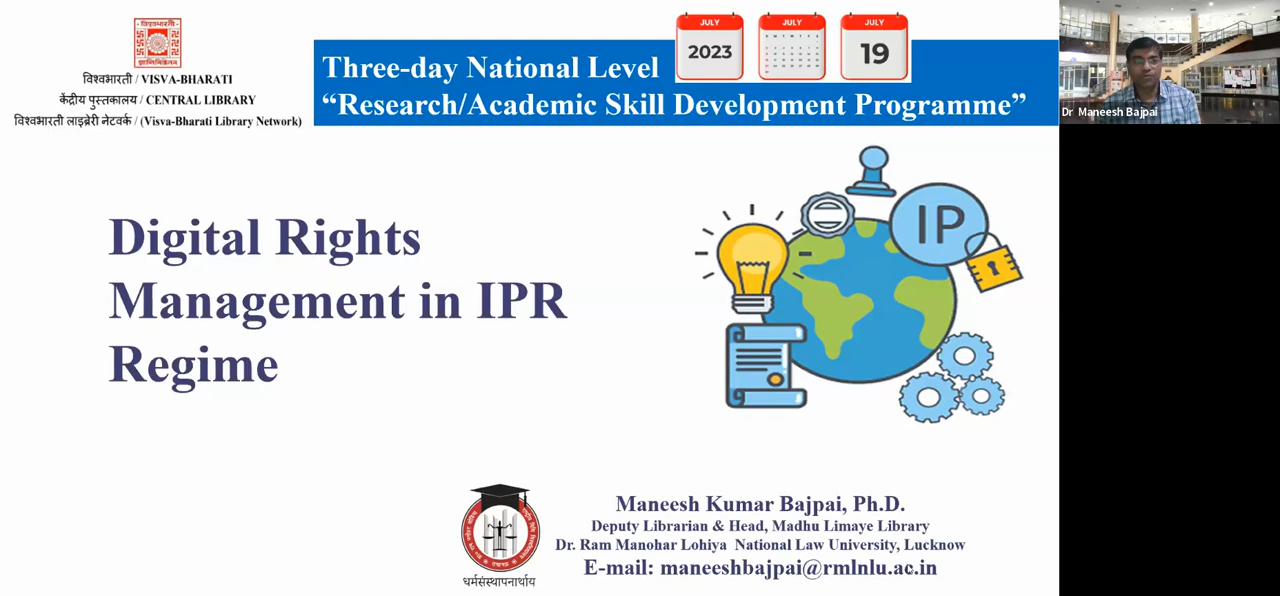 विश्वभारती / VISVA-BHARATI
केंद्रीय पुस्तकालय / CENTRAL LIBRARY
विश्वभारती लाइब्रेरी नेटवर्क / (Visva-Bharati Library Network)
JULY
2023
JULY
JULY
19
Three-day National Level
“Research/Academic Skill Development Programme”
Dr Maneesh Bajpai
Digital Rights
Management in IPR
Regime
IP
Maneesh Kumar Bajpai, Ph.D.
Deputy Librarian & Head, Madhu Limaye Library
Dr. Ram Manohar Lohiya National Law University, Lucknow
E-mail: maneeshbajpai@rmlnlu.ac.in
धर्मसंस्थापनार्थाय